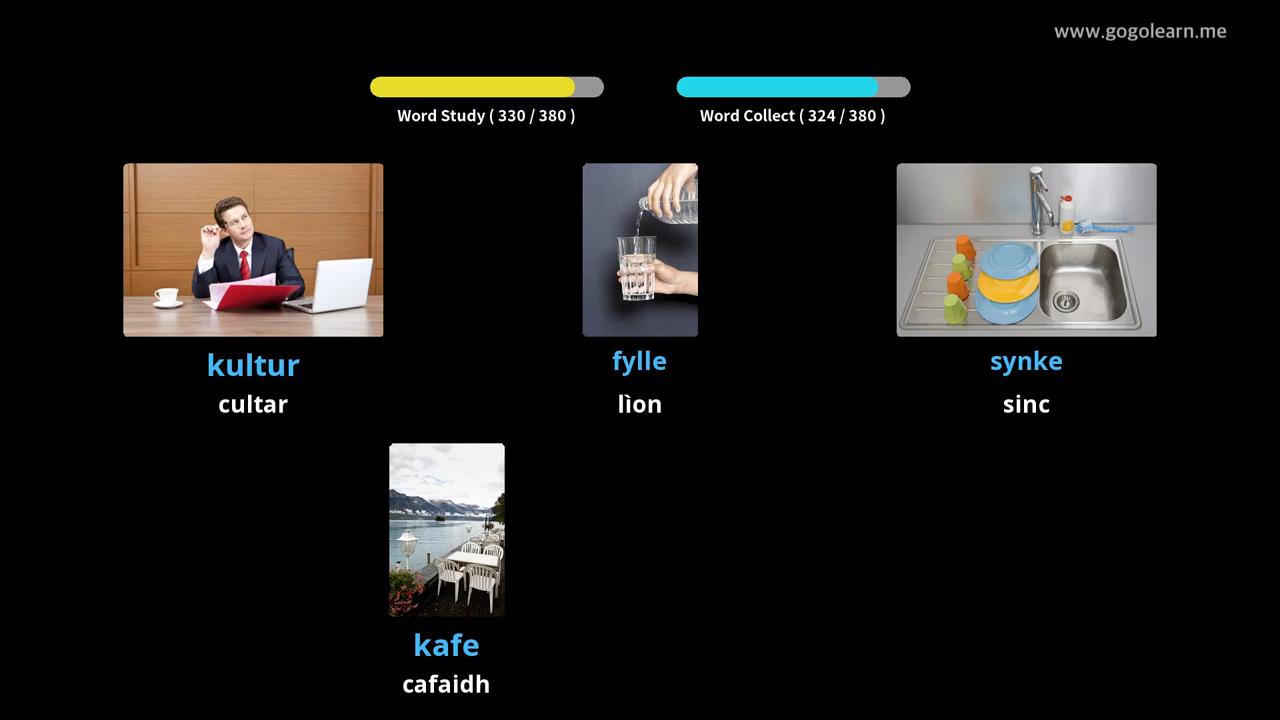 www.gogolearn.me
Word Study ( 330 / 380 )
Word Collect ( 324 / 380 )
kultur
cultar
fylle
lìon
synke
sinc
kafe
cafaidh